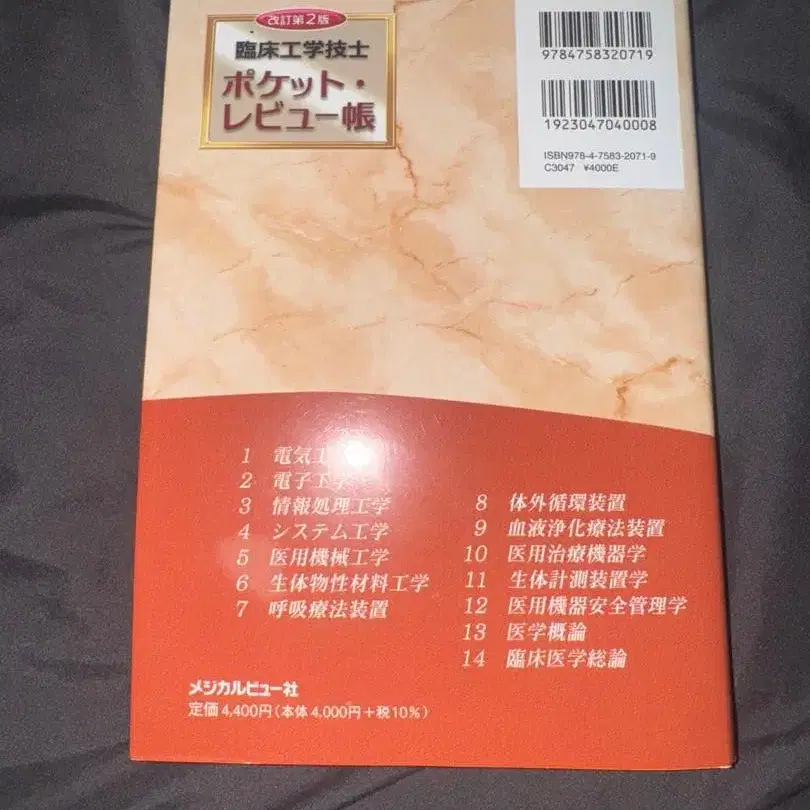 改訂第2版
臨床工学技士
ポケット・
レビュー帳
9784758320719
1923047040008
ISBN978-4-7583-2071-9
C3047 ¥4000E
1 電気工
2 電子工学
3 情報処理工学
4 システム工学
5 医用機械工学
6 生体物性材料工学
7 呼吸療法装置
8 体外循環装置
9 血液浄化療法装置
10 医用治療機器学
11 生体計測装置学
12 医用機器安全管理学
13 医学概論
14 臨床医学総論
メジカルビュー社
定価4,400円(本体4,000円+税10%)